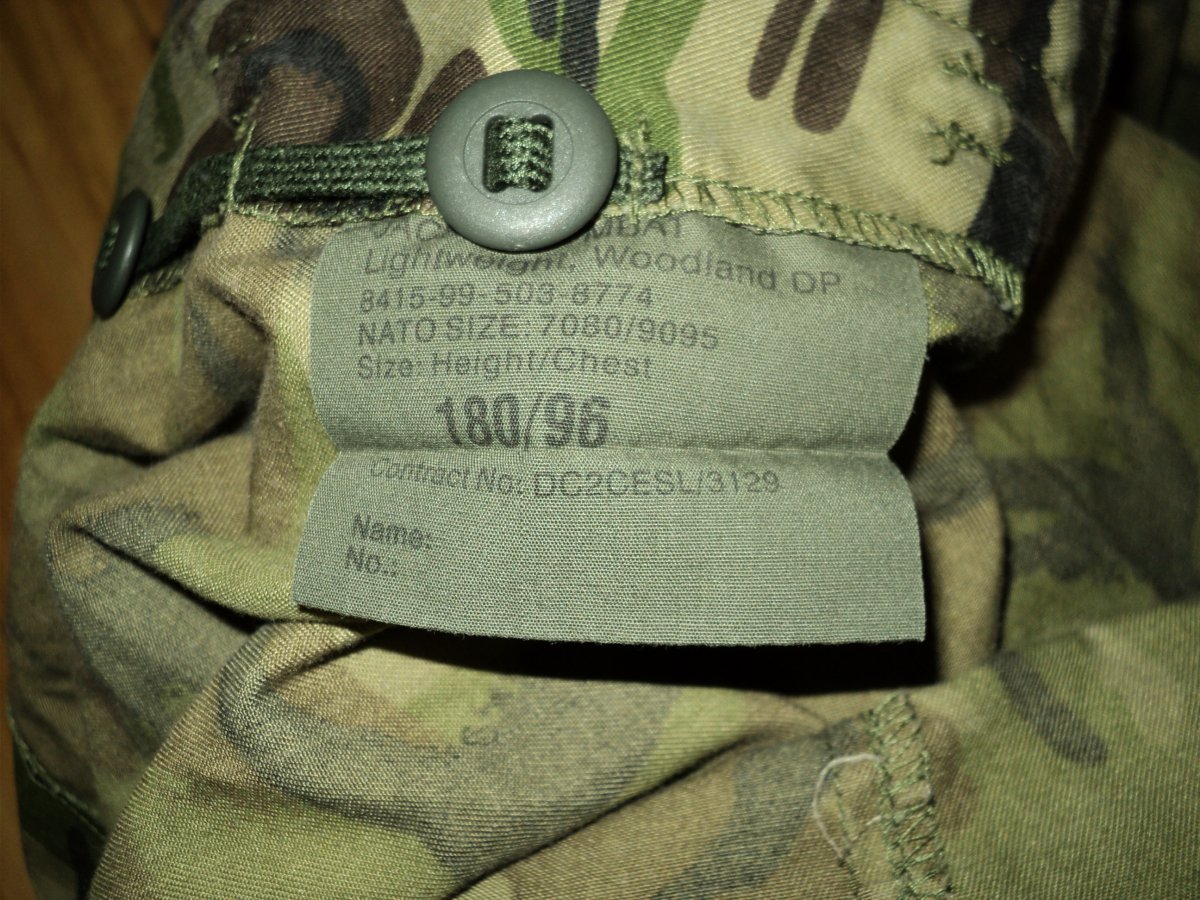 Lightweight, Woodland DP
8415-99-503-8774
NATO SIZE: 7080/9095
Size: Height/Chest
180/96
Contract No: DC2CESL/3129
Name:
No.: